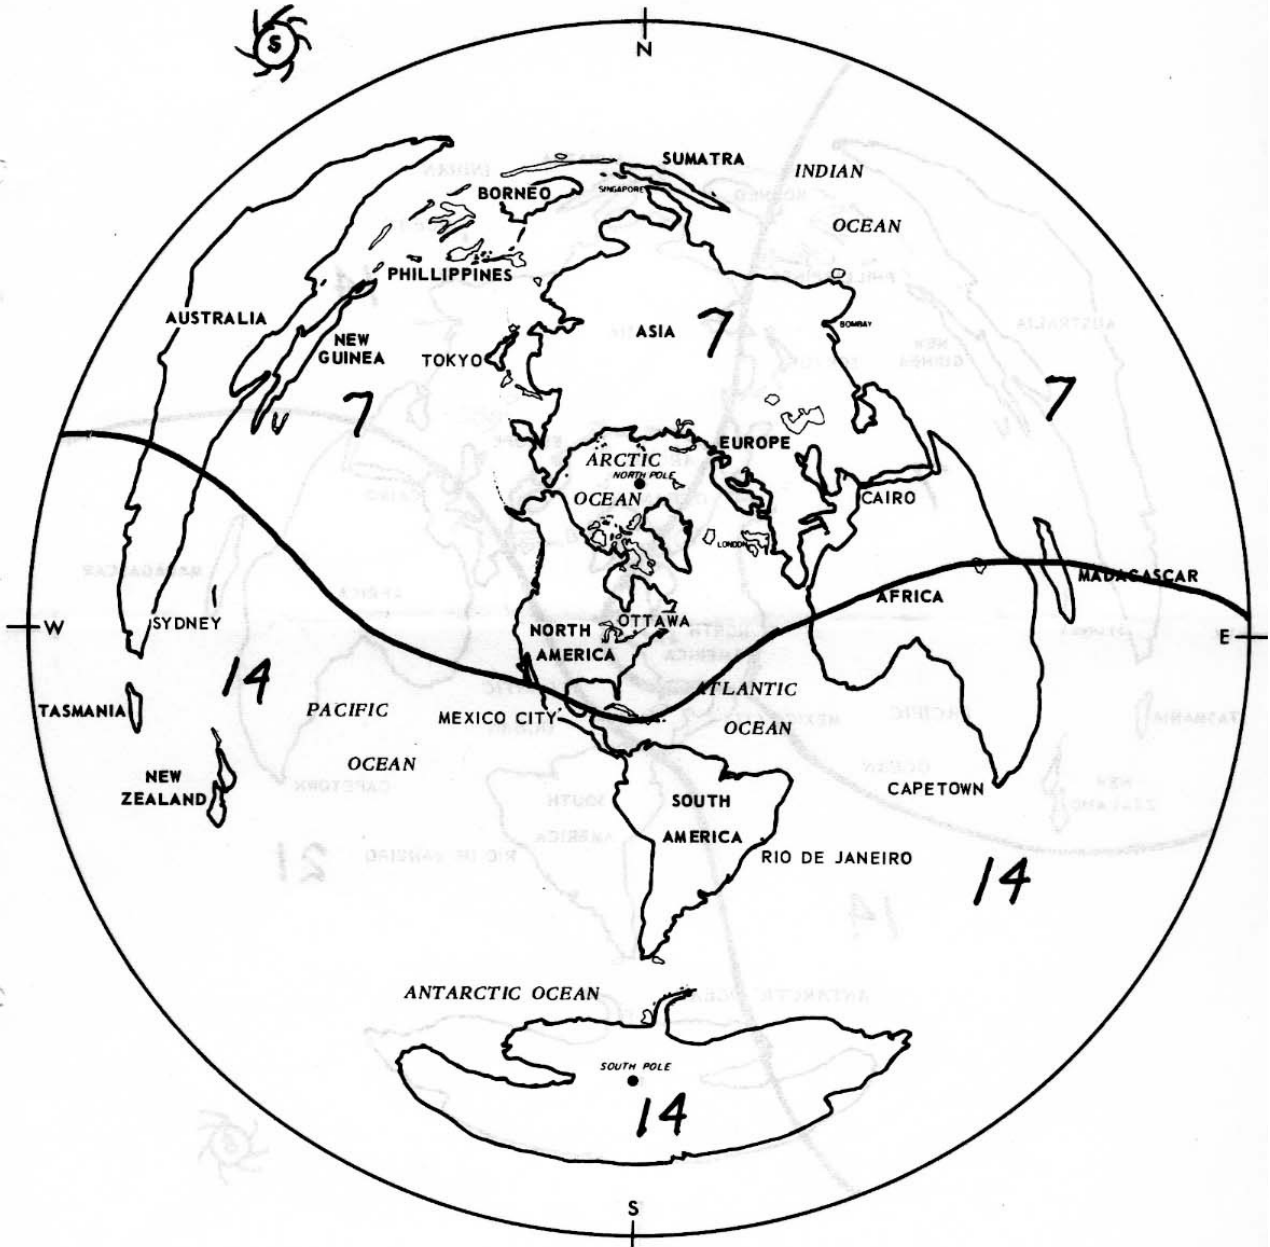 S
N
SUMATRA
INDIAN
OCEAN
BORNEO
SINGAPORE
PHILLIPPINES
AUSTRALIA
NEW
GUINEA
TOKYO
ASIA
7
BOMBAY
7
7
EUROPE
ARCTIC
NORTH POLE
OCEAN
CAIRO
LONDON
MADAGASCAR
AFRICA
W
SYDNEY
NORTH
AMERICA
OTTAWA
E
14
TASMANIA
PACIFIC
OCEAN
MEXICO CITY
ATLANTIC
OCEAN
NEW
ZEALAND
CAPETOWN
SOUTH
AMERICA
RIO DE JANEIRO
14
ANTARCTIC OCEAN
SOUTH POLE
14
S